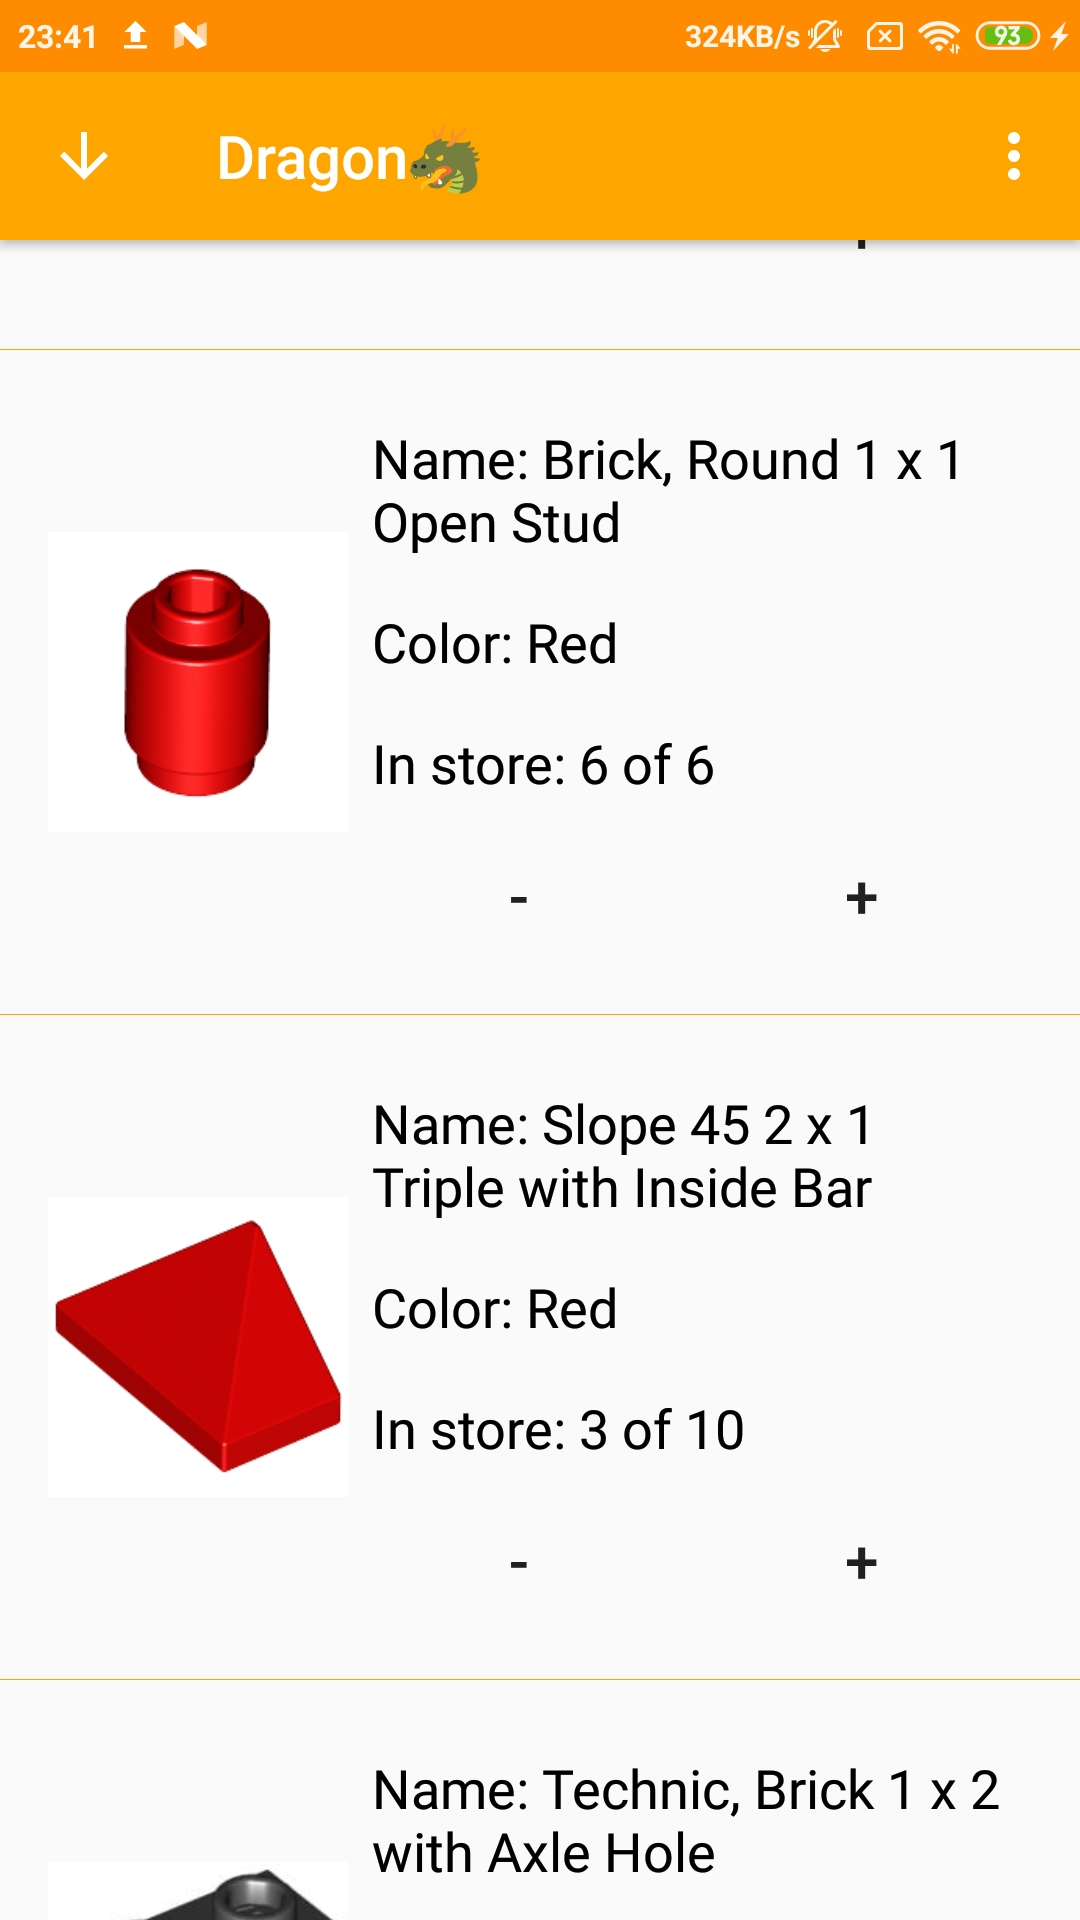 23:41 324KB/s 93
Dragon🐉
Name: Brick, Round 1 x 1
Open Stud
Color: Red
In store: 6 of 6
- +
Name: Slope 45 2 x 1
Triple with Inside Bar
Color: Red
In store: 3 of 10
- +
Name: Technic, Brick 1 x 2
with Axle Hole